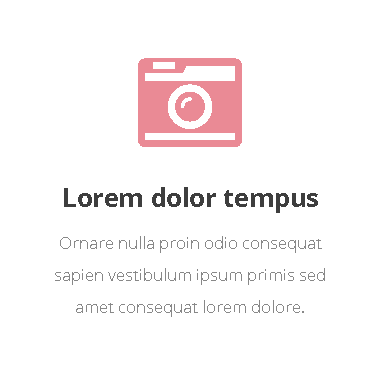 Lorem dolor tempus
Ornare nulla proin odio consequat
sapien vestibulum ipsum primis sed
amet consequat lorem dolore.